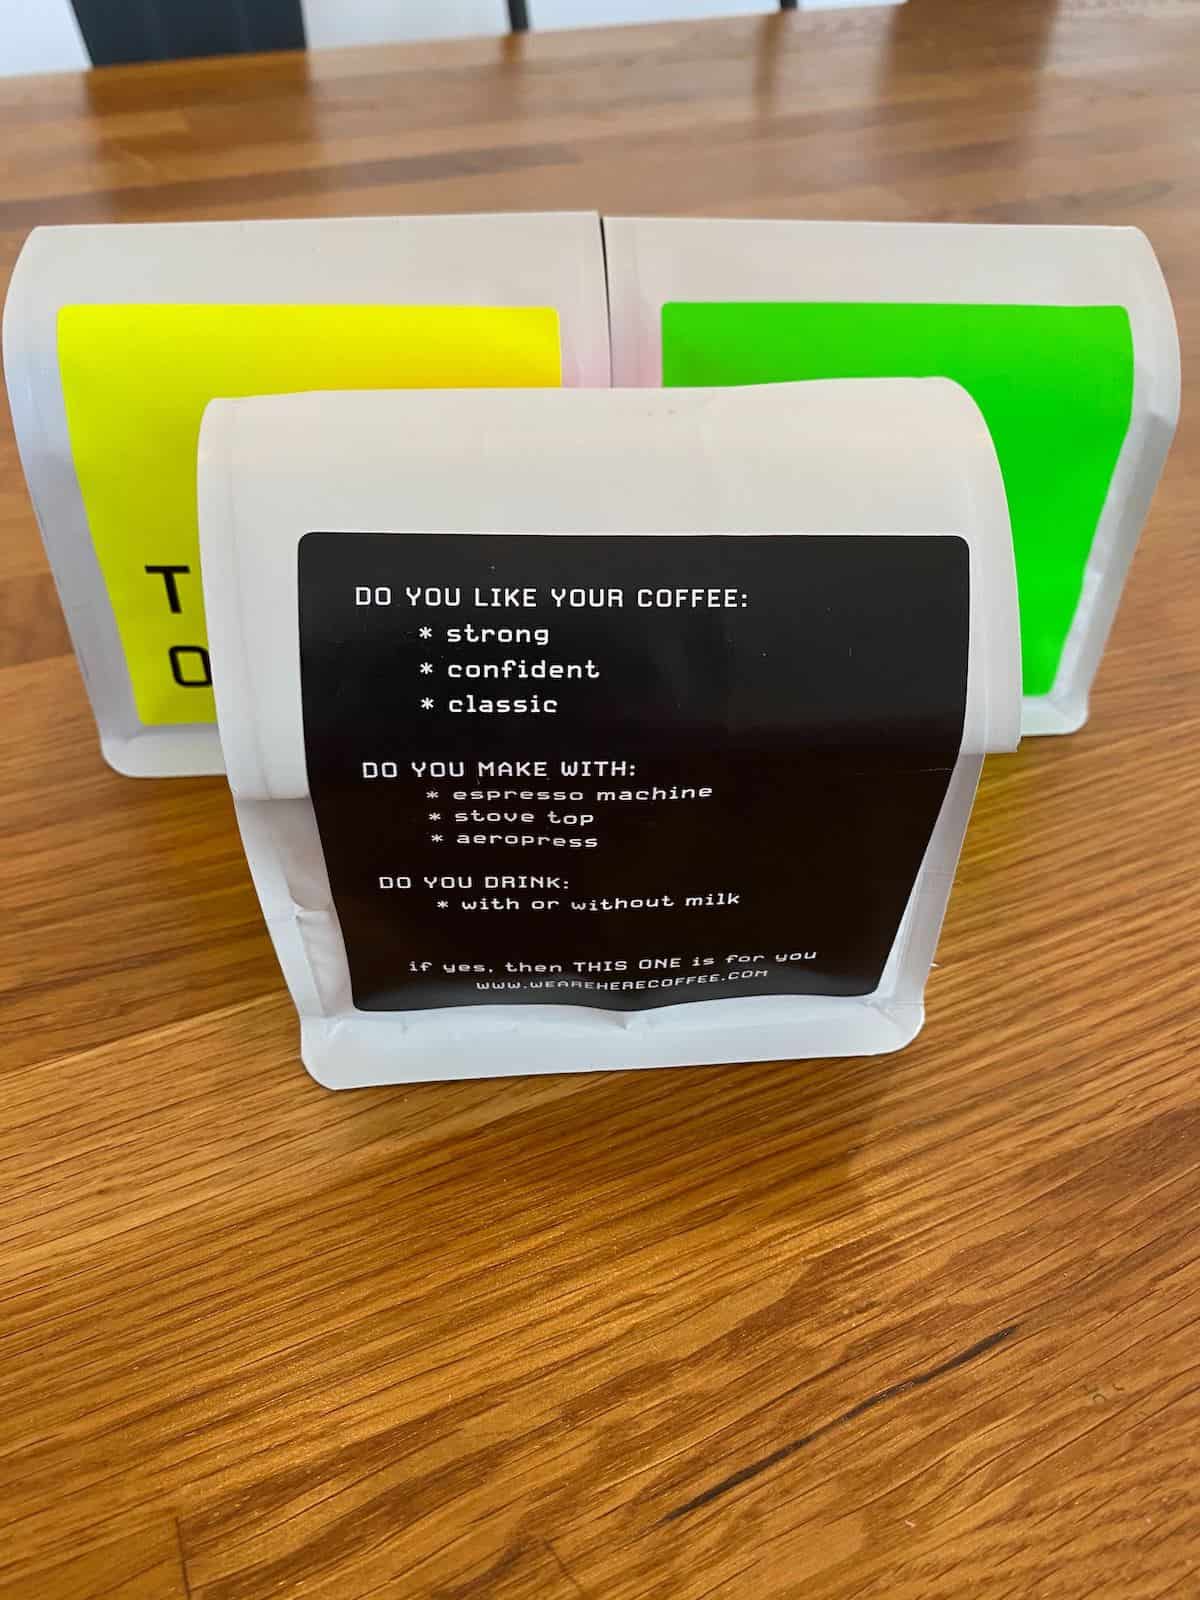 T
O
DO YOU LIKE YOUR COFFEE:
* strong
* confident
* classic
DO YOU MAKE WITH:
* espresso machine
* stove top
* aeropress
DO YOU DRINK:
* with or without milk
if yes, then THIS ONE is for you
WWW.WEAREHERECOFFEE.COM